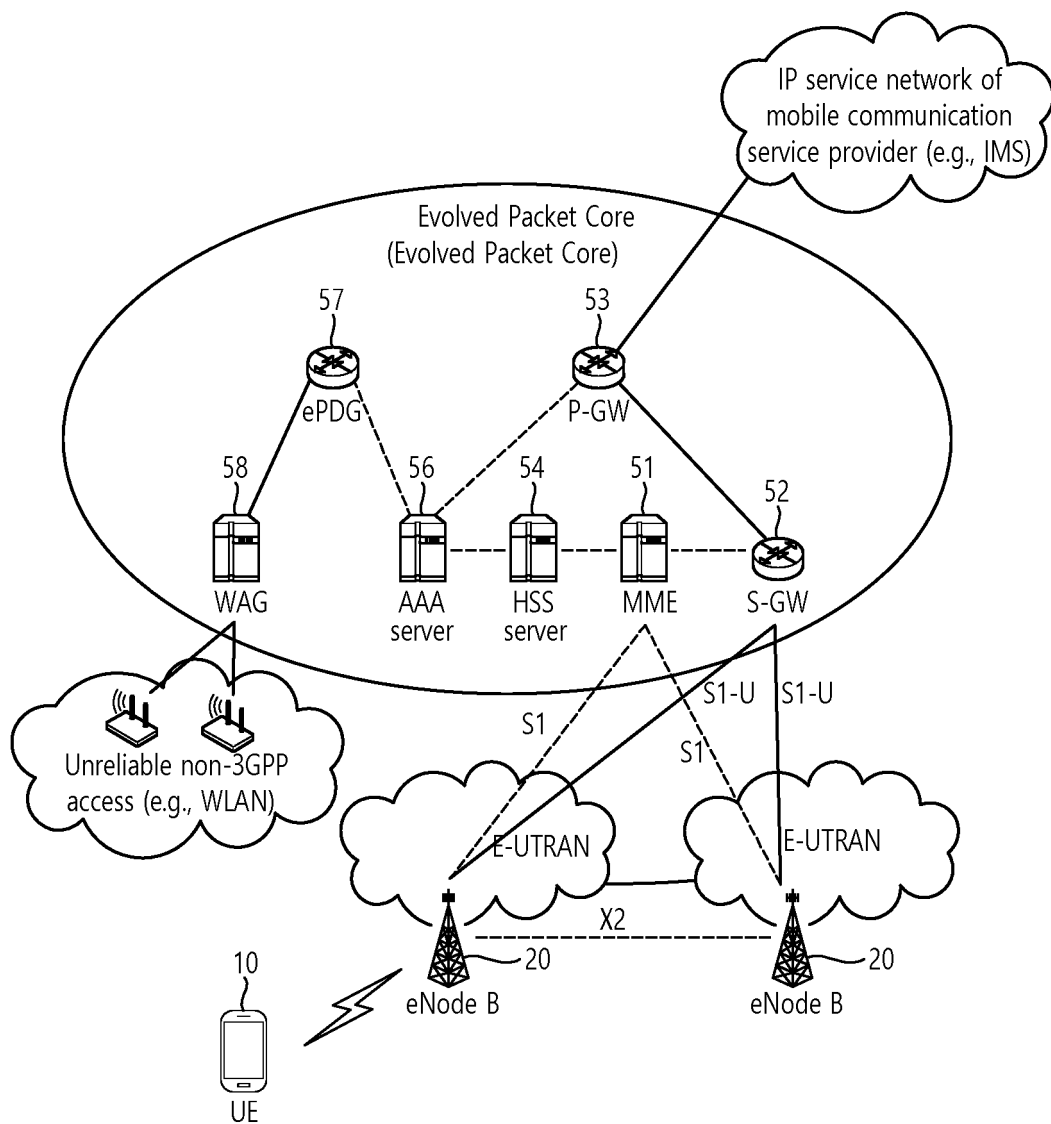 IP service network of
mobile communication
service provider (e.g., IMS)
Evolved Packet Core
(Evolved Packet Core)
57
53
ePDG
P-GW
58
56
54
51
52
WAG
AAA
server
HSS
server
MME
S-GW
S1-U
S1-U
S1
S1
Unreliable non-3GPP
access (e.g., WLAN)
E-UTRAN
E-UTRAN
X2
10
20
20
eNode B
eNode B
UE